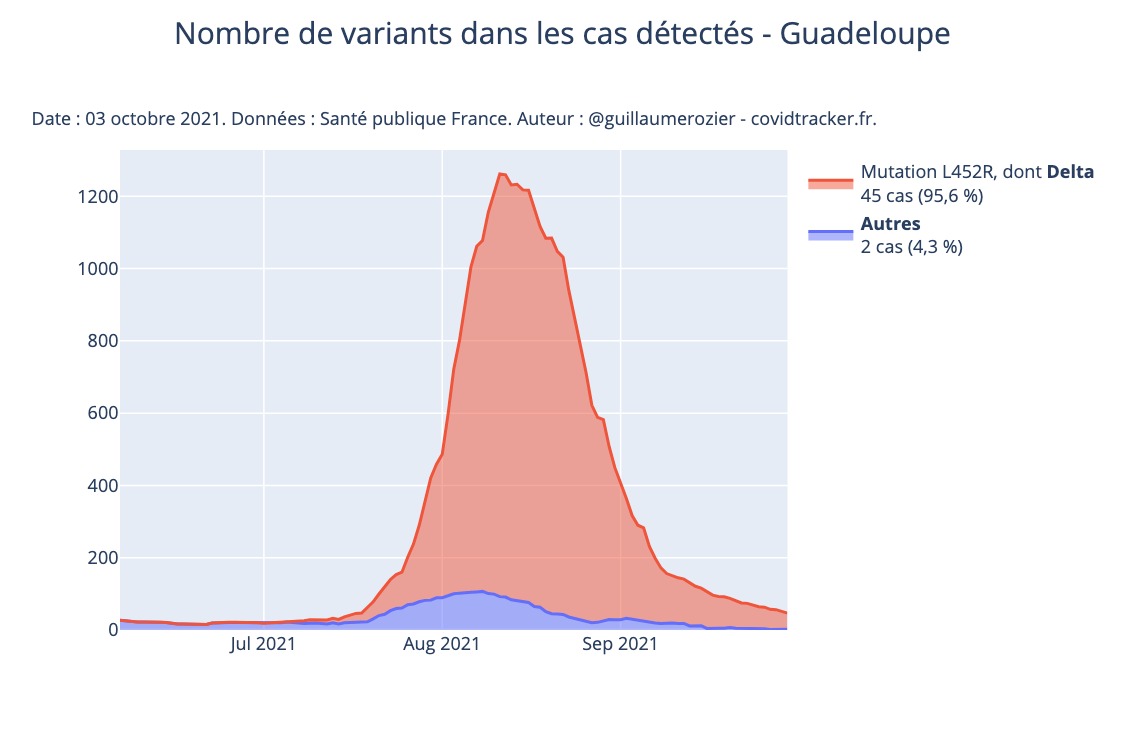 Nombre de variants dans les cas détectés - Guadeloupe
Date : 03 octobre 2021. Données : Santé publique France. Auteur : @guillaumerozier - covidtracker.fr.
Mutation L452R, dont Delta
45 cas (95,6 %)
Autres
2 cas (4,3 %)
1200
1000
800
600
400
200
0
Jul 2021
Aug 2021
Sep 2021